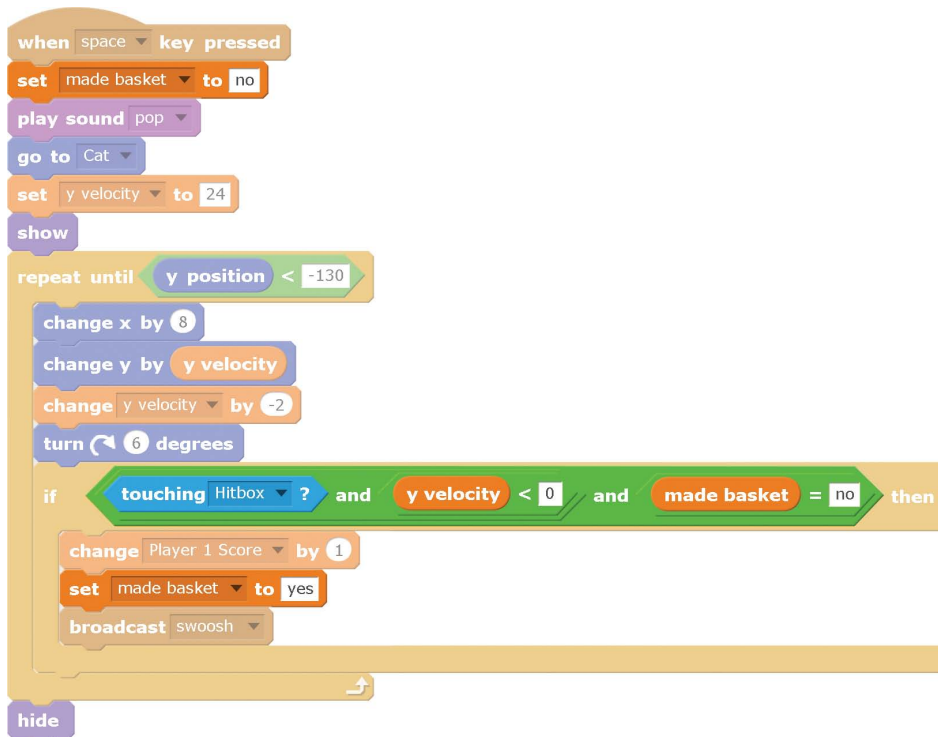 when space key pressed
set made basket to no
play sound pop
go to Cat
set y velocity to 24
show
repeat until y position < -130
change x by 8
change y by y velocity
change y velocity by -2
turn 6 degrees
if touching Hitbox ? and y velocity < 0 and made basket = no then
change Player 1 Score by 1
set made basket to yes
broadcast swoosh
hide